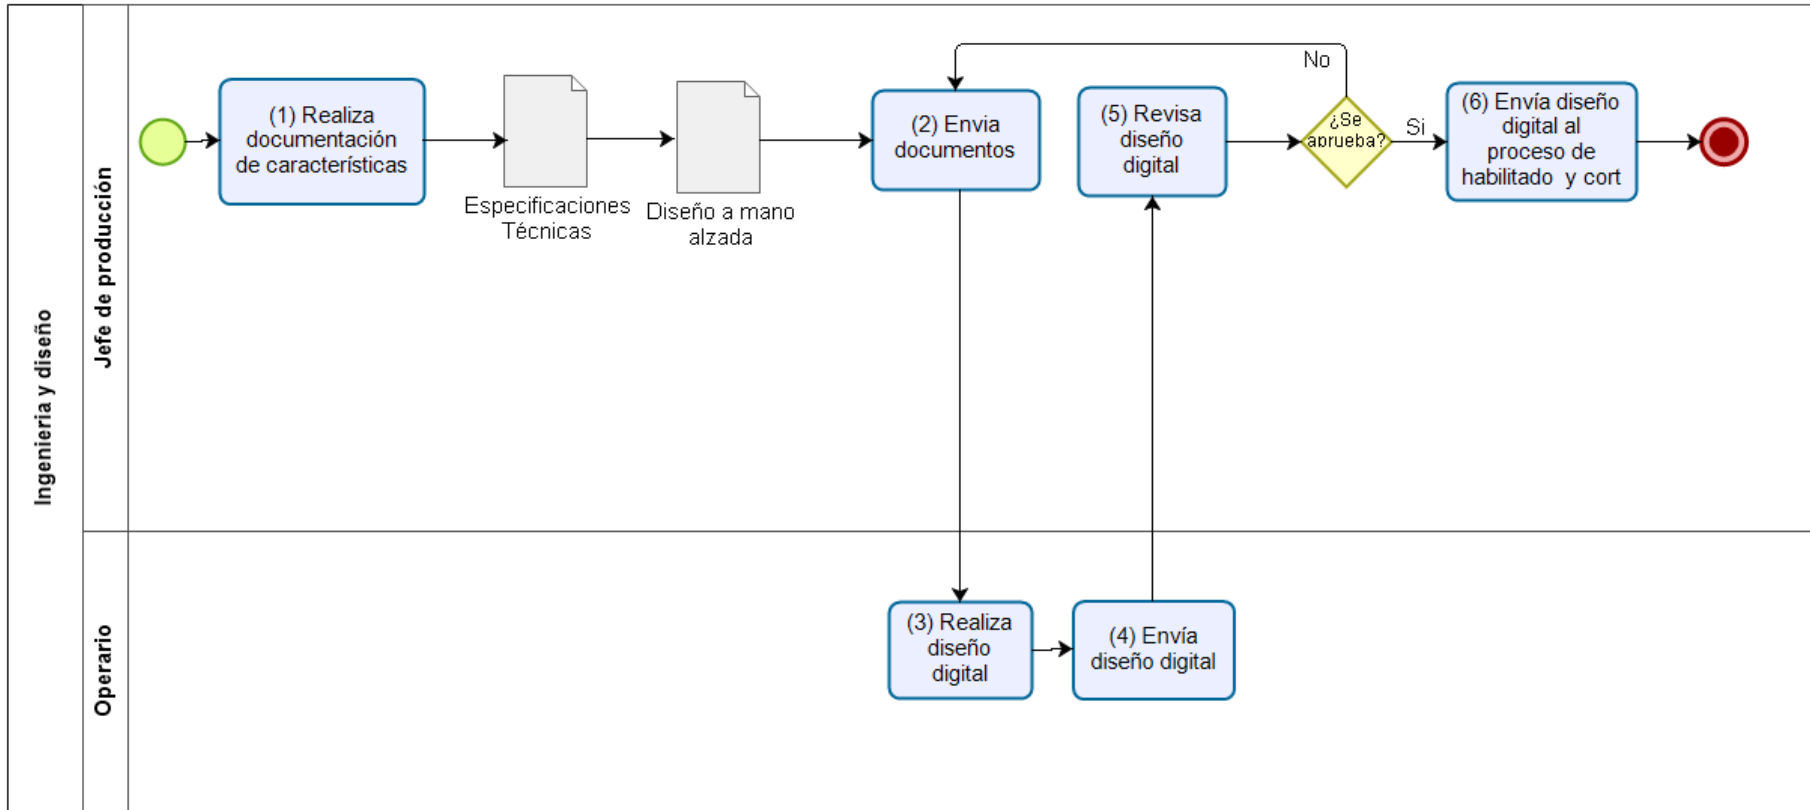 Ingenieria y diseño
Jefe de producción
(1) Realiza
documentación
de características
Especificaciones
Técnicas
Diseño a mano
alzada
(2) Envia
documentos
(5) Revisa
diseño
digital
¿Se
aprueba?
No
Si
(6) Envía diseño
digital al
proceso de
habilitado y cort
Operario
(3) Realiza
diseño
digital
(4) Envía
diseño digital